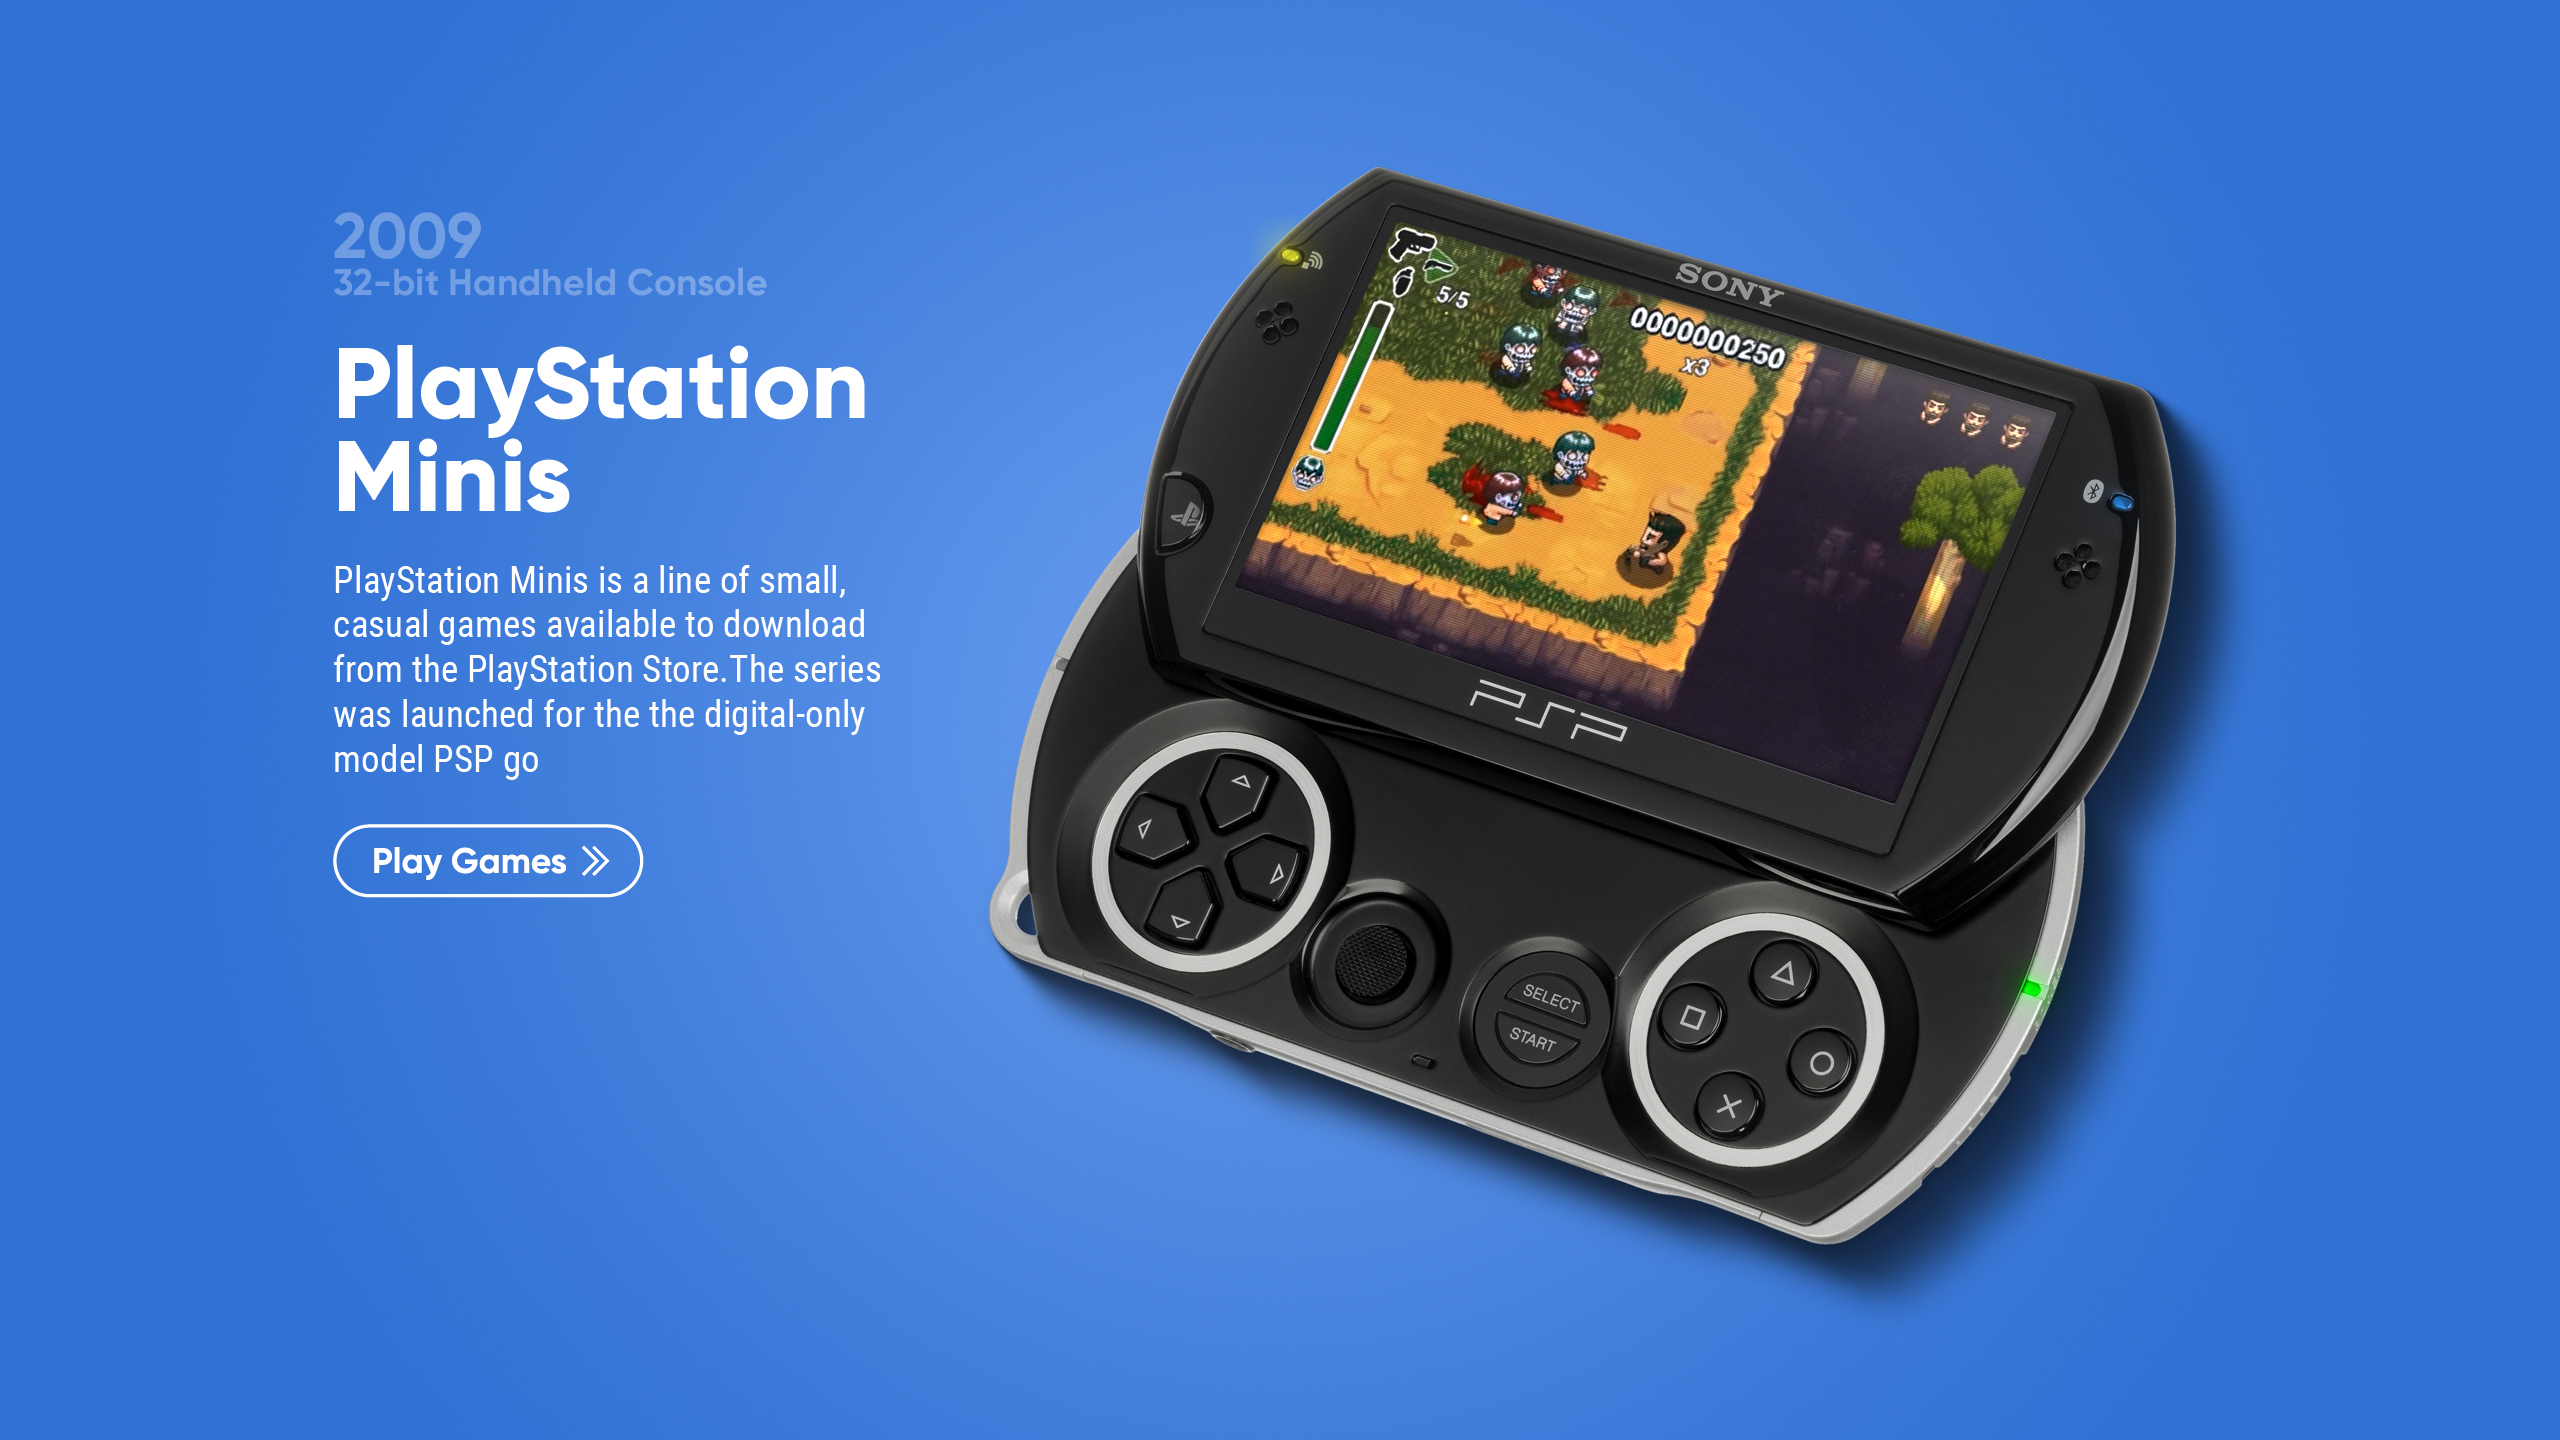 2009
32-bit Handheld Console
PlayStation
Minis
PlayStation Minis is a line of small,
casual games available to download
from the PlayStation Store.The series
was launched for the the digital-only
model PSP go
Play Games
SONY
5/5
0000000250
x3
PSP
SELECT
START